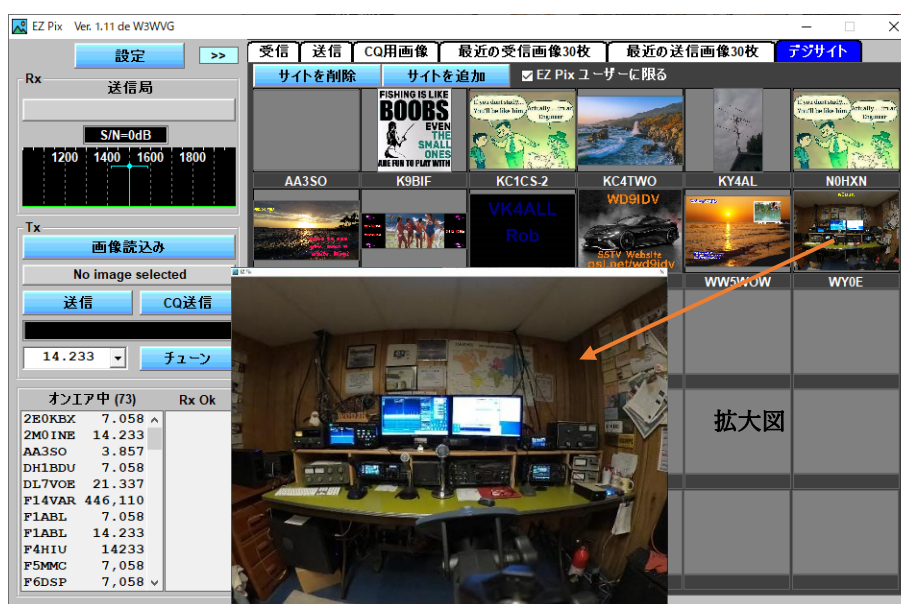 EZ Pix Ver. 1.11 de W3WVG
設定
>>
受信
送信
CQ用画像
最近の受信画像30枚
最近の送信画像30枚
デジサイト
サイトを削除
サイトを追加
EZ Pix ユーザーに限る
Rx
送信局
S/N=0dB
1200 1400 1600 1800
FISHING IS LIKE
BOOBS
EVEN
THE
SMALL
ONES
ARE FUN TO PLAY WITH
AA3SO
K9BIF
KC1CS-2
KC4TWO
KY4AL
N0HXN
Tx
画像読込み
No image selected
送信
CQ送信
14.233
チューン
VK4ALL
Rob
WD9IDV
SSTV Website
qsl.net/wd9idv
WW5WOW
WY0E
拡大図
オンエア中 (73)
Rx Ok
2E0KBX 7.058
2M0INE 14.233
AA3SO 3.857
DH1BDU 7.058
DL7VOE 21.337
F14VAR 446,110
F1ABL 7.058
F1ABL 14.233
F4HIU 14233
F5MMC 7,058
F6DSP 7,058